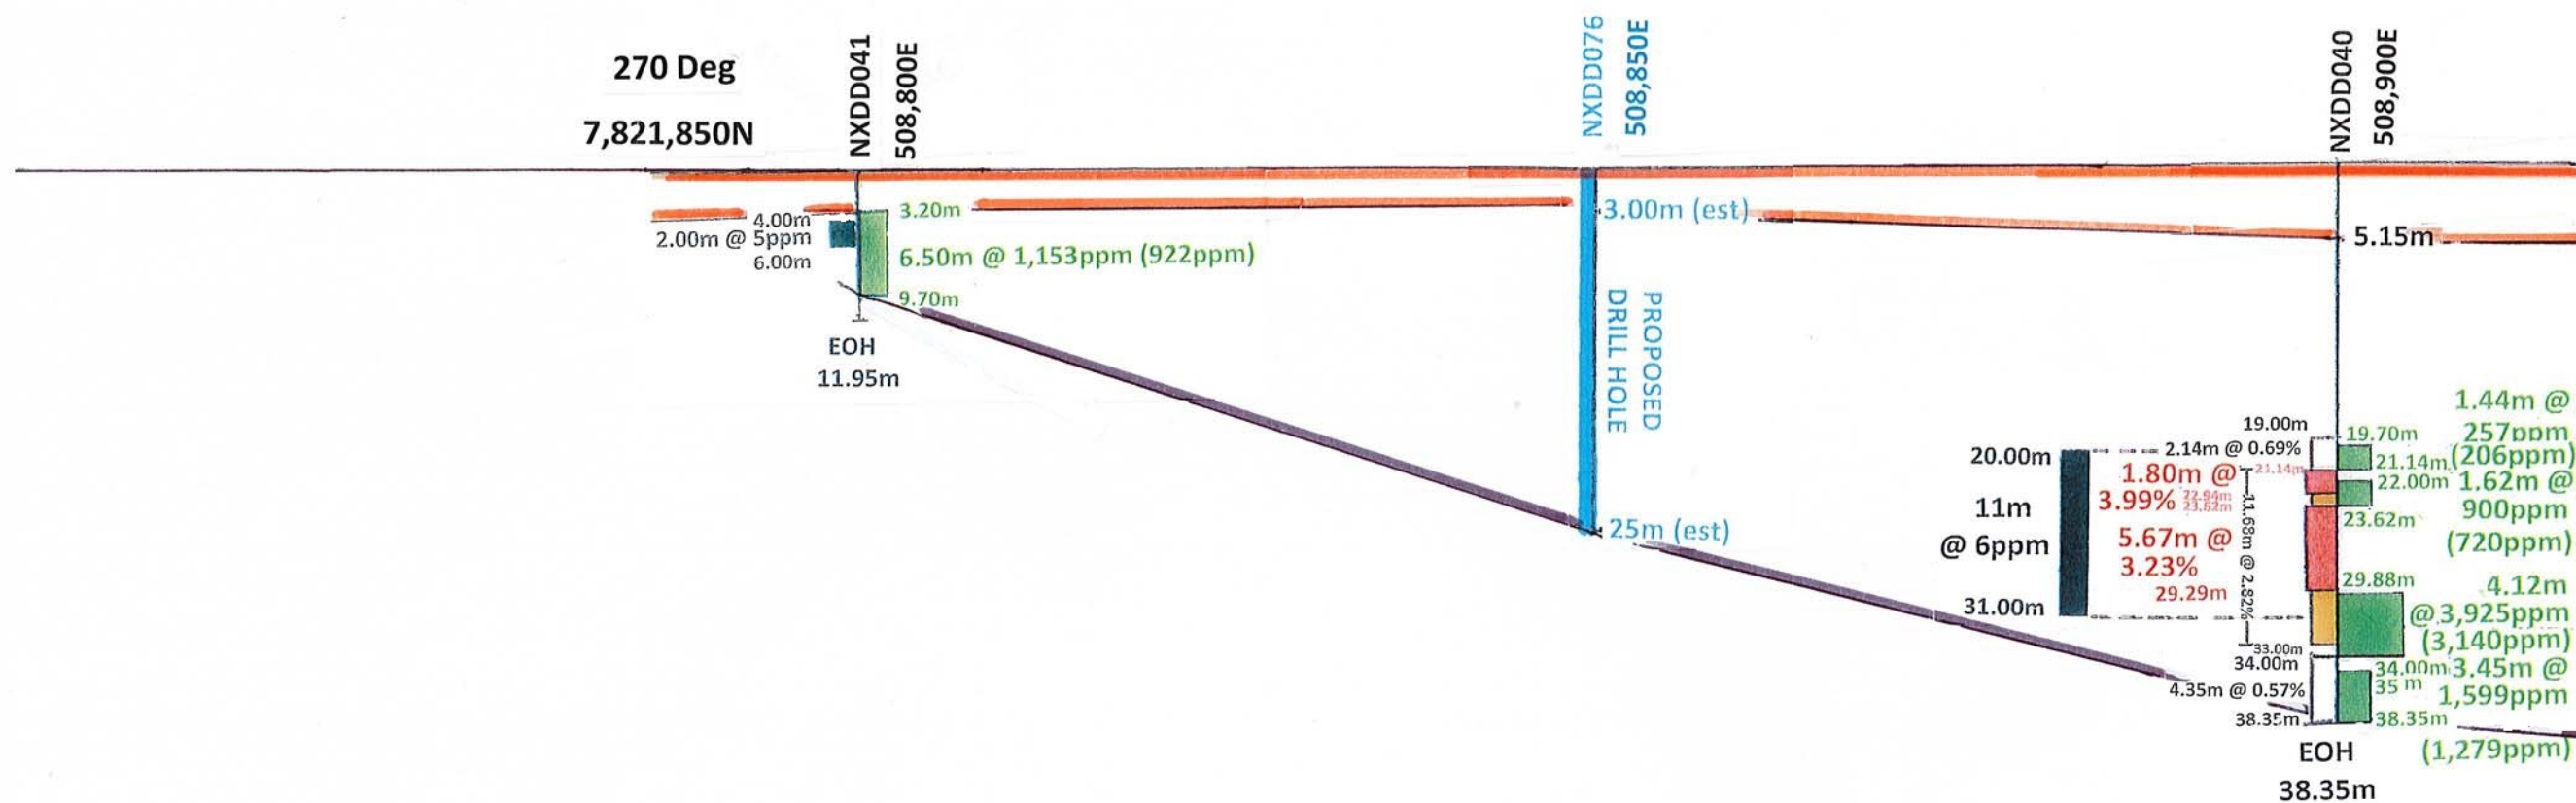 270 Deg
7,821,850N
NXDD041
508,800E
4.00m
2.00m @ 5ppm
6.00m
3.20m
6.50m @ 1,153ppm (922ppm)
9.70m
EOH
11.95m
NXDD076
508,850E
3.00m (est)
PROPOSED
DRILL HOLE
25m (est)
NXDD040
508,900E
5.15m
20.00m
11m
@ 6ppm
31.00m
19.00m
2.14m @ 0.69%
21.14m
1.80m @
3.99%
22.94m
23.62m
5.67m @
3.23%
29.29m
11.68m @ 2.82%
33.00m
34.00m
4.35m @ 0.57%
38.35m
EOH
38.35m
19.70m
21.14m
22.00m
23.62m
29.88m
34.00m
35 m
38.35m
1.44m @
257ppm
(206ppm)
1.62m @
900ppm
(720ppm)
4.12m
@3,925ppm
(3,140ppm)
3.45m @
1,599ppm
(1,279ppm)